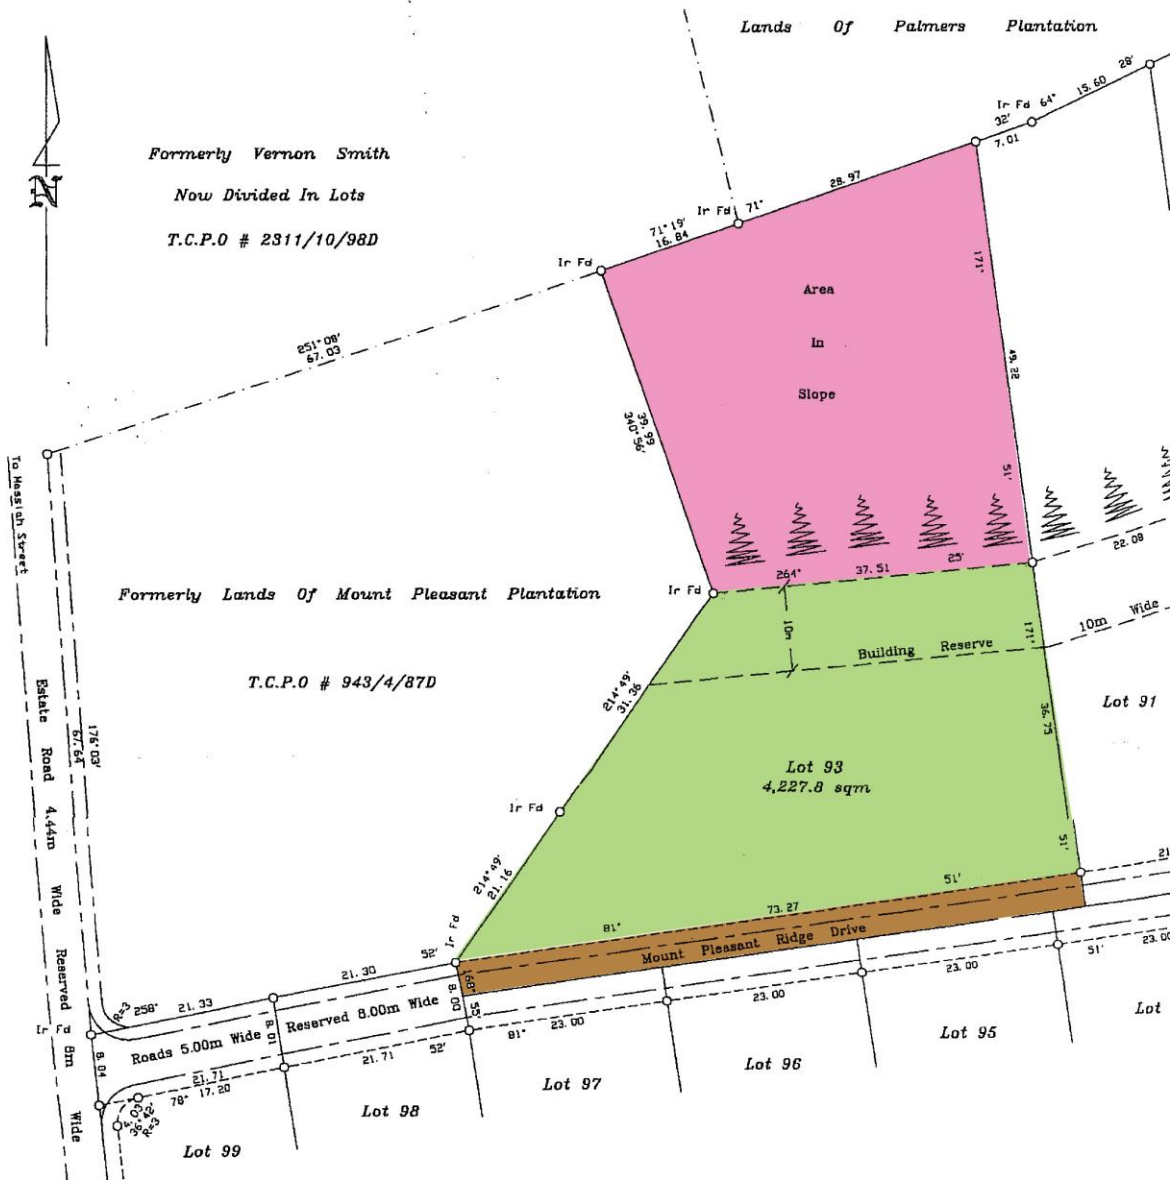 Lands Of Palmers Plantation
28'
15.60
64°
Ir Fd
32'
7.01
N
Formerly Vernon Smith
Now Divided In Lots
T.C.P.O # 2311/10/98D
28.97
71°
Ir Fd
71°19'
16.84
Ir Fd
251°08'
67.03
Area
In
Slope
171°
49.22
51'
39.99
340°56'
To Messiah Street
22.08
264° 37.51 25'
Ir Fd
10m
Formerly Lands Of Mount Pleasant Plantation
T.C.P.O # 943/4/87D
Building Reserve
171°
10m Wide
Lot 91
36.75
51'
214°49'
31.36
Lot 93
4,227.8 sqm
Ir Fd
214°49'
21.16
Estate Road 4.44m Wide Reserved 8m Wide
176°03'
67.64
Ir Fd
52'
81° 73.27 51'
21
Mount Pleasant Ridge Drive
168° 55'
8.00
R=3
258° 21.33
21.30
Ir Fd
8.04
Roads 5.00m Wide Reserved 8.00m Wide
8.01
21.71
78° 17.20
21.71 52'
81° 23.00
23.00
23.00
51' 23.00
4.03
36°42'
R=3
Lot 99
Lot 98
Lot 97
Lot 96
Lot 95
Lot